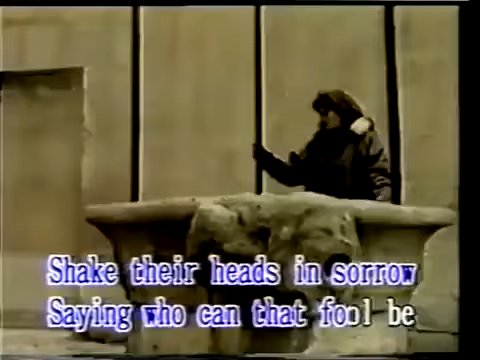 Shake their heads in sorrow
Saying who can that fool be